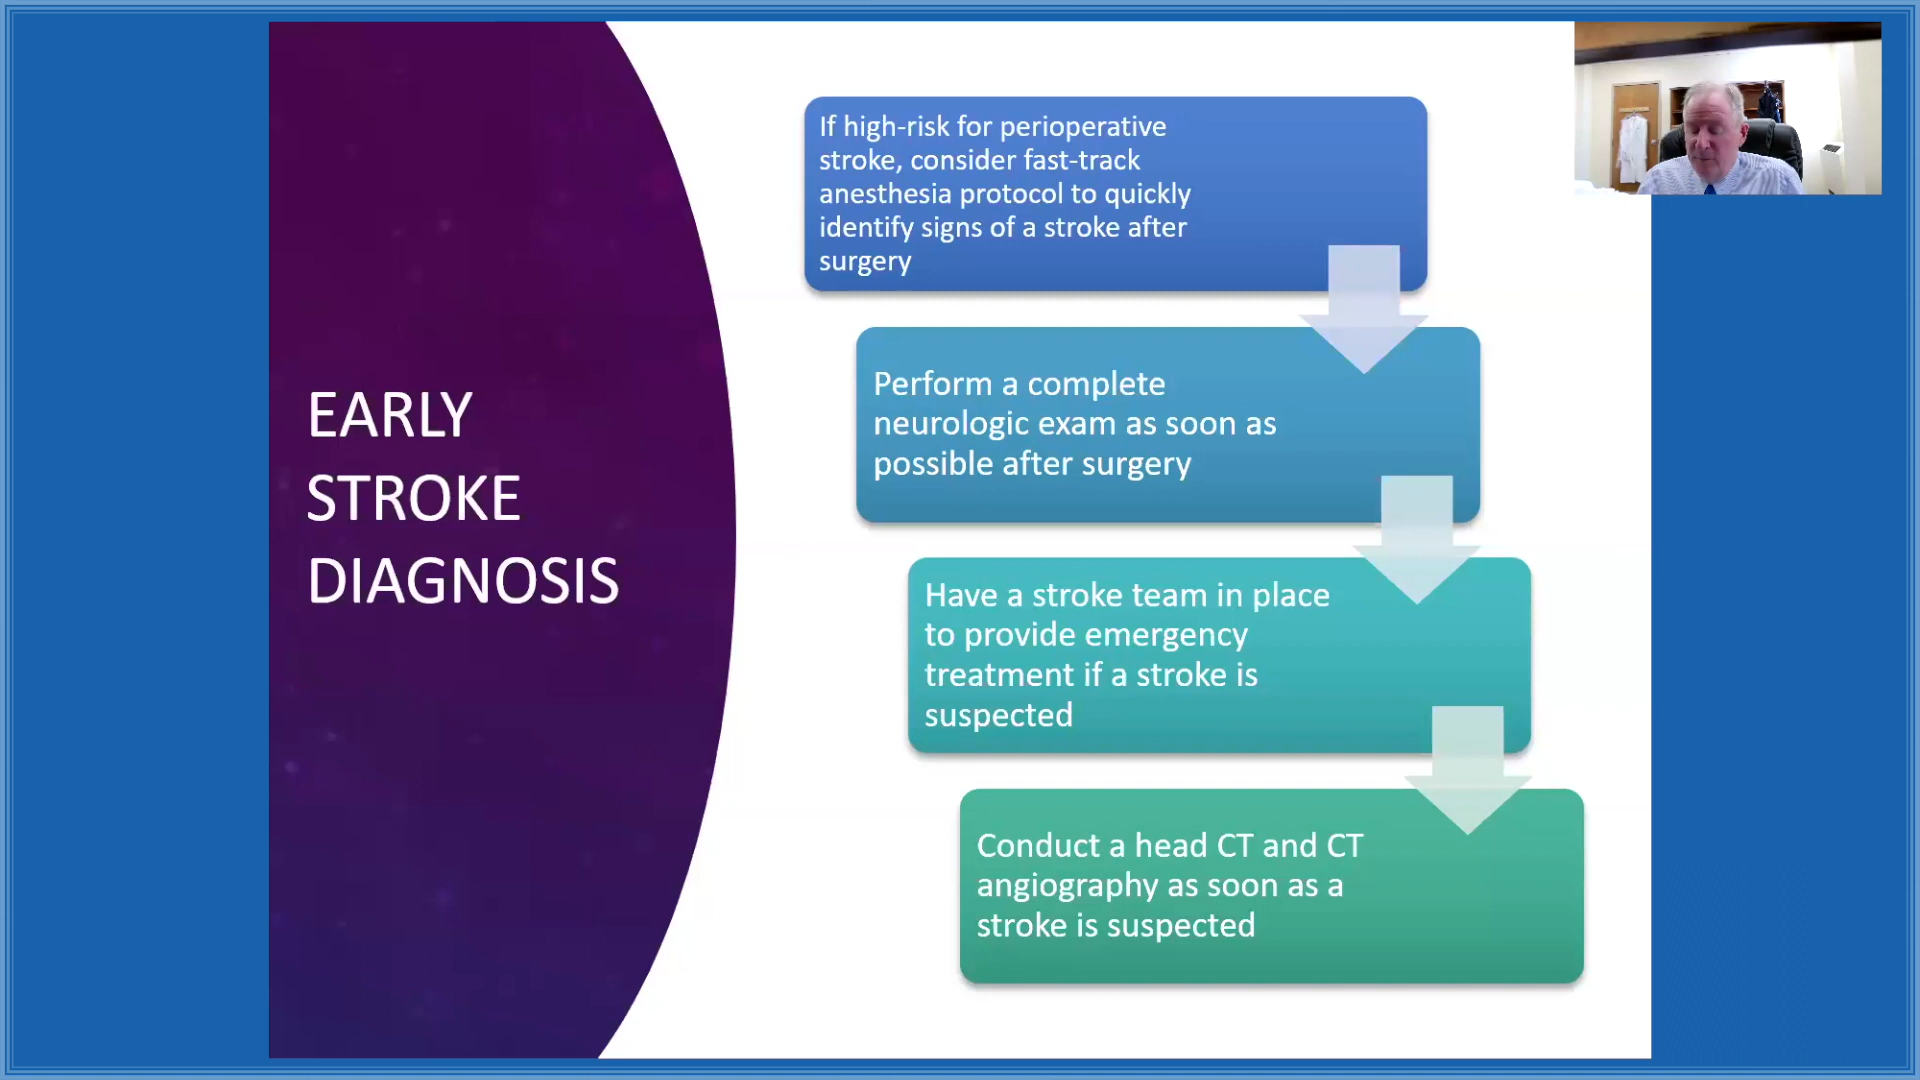 EARLY
STROKE
DIAGNOSIS
If high-risk for perioperative
stroke, consider fast-track
anesthesia protocol to quickly
identify signs of a stroke after
surgery
Perform a complete
neurologic exam as soon as
possible after surgery
Have a stroke team in place
to provide emergency
treatment if a stroke is
suspected
Conduct a head CT and CT
angiography as soon as a
stroke is suspected